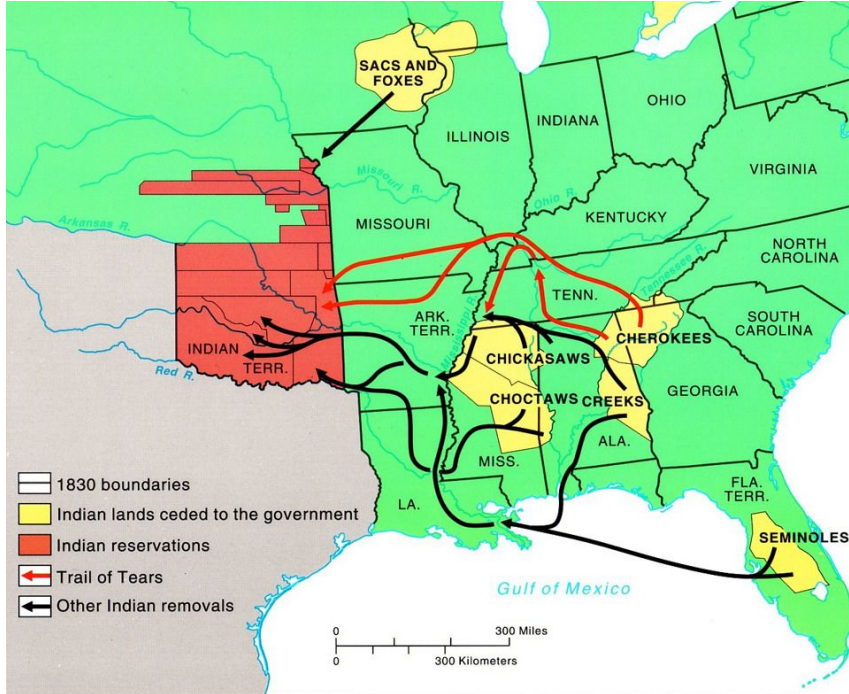 SACS AND
FOXES
ILLINOIS
INDIANA
OHIO
VIRGINIA
Missouri R.
Ohio R.
KENTUCKY
MISSOURI
Arkansas R.
NORTH
CAROLINA
Tennessee R.
TENN.
ARK.
TERR.
Mississippi R.
SOUTH
CAROLINA
CHEROKEES
INDIAN
TERR.
CHICKASAWS
Red R.
GEORGIA
CHOCTAWS
CREEKS
ALA.
MISS.
LA.
FLA.
TERR.
SEMINOLES
1830 boundaries
Indian lands ceded to the government
Indian reservations
Trail of Tears
Other Indian removals
Gulf of Mexico
0
300 Miles
0
300 Kilometers